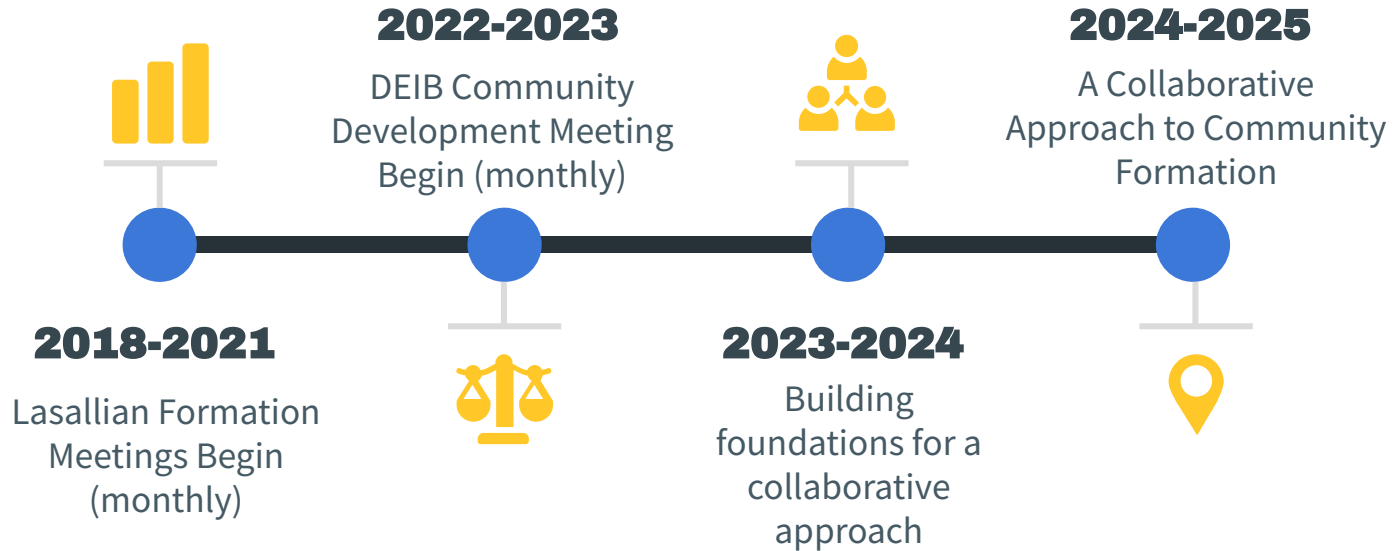 2018-2021
Lasallian Formation
Meetings Begin
(monthly)
2022-2023
DEIB Community
Development Meeting
Begin (monthly)
2023-2024
Building
foundations for a
collaborative
approach
2024-2025
A Collaborative
Approach to Community
Formation